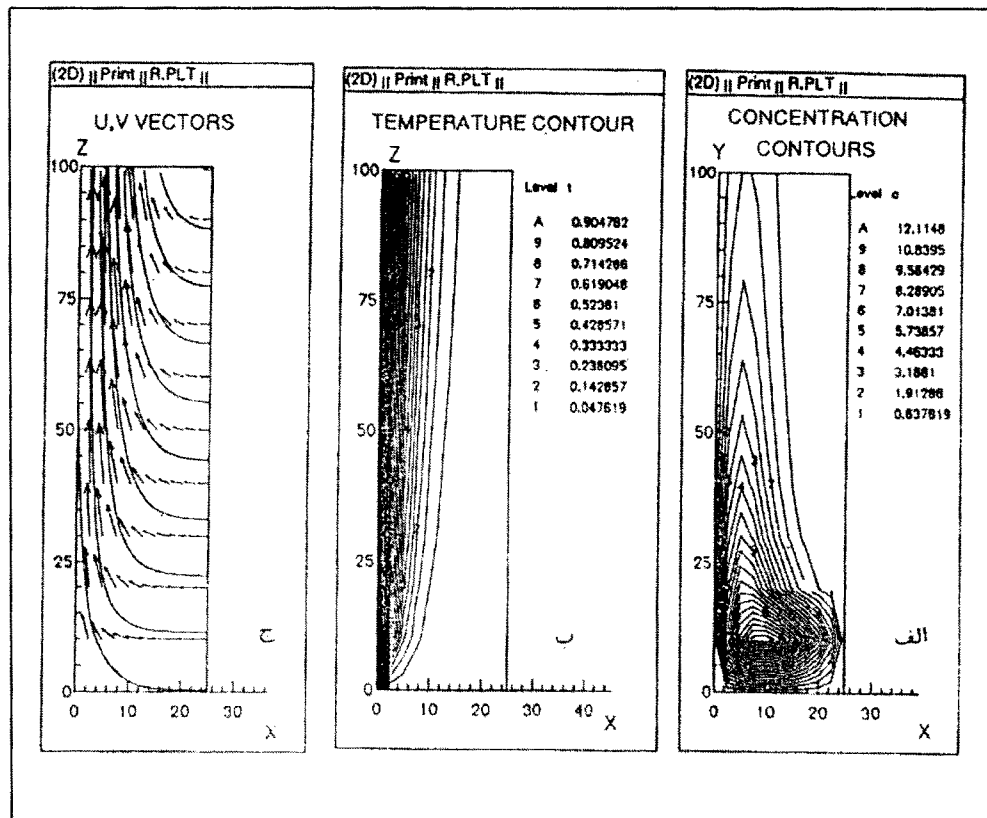 (2D) || Print || R.PLT ||
U,V VECTORS
Z
100
75
50
25
0
0 10 20 30
X
ج
(2D) || Print || R.PLT ||
TEMPERATURE CONTOUR
Z
100
75
50
25
0
0 10 20 30 40
X
Level t
A 0.904762
9 0.809524
8 0.714286
7 0.619048
6 0.52381
5 0.428571
4 0.333333
3 0.238095
2 0.142857
1 0.047619
ب
(2D) || Print || R.PLT ||
CONCENTRATION
CONTOURS
Y
100
75
50
25
0
0 10 20 30
X
Level c
A 12.1148
9 10.8395
8 9.56429
7 8.28905
6 7.01381
5 5.73857
4 4.46333
3 3.1881
2 1.91286
1 0.637619
الف